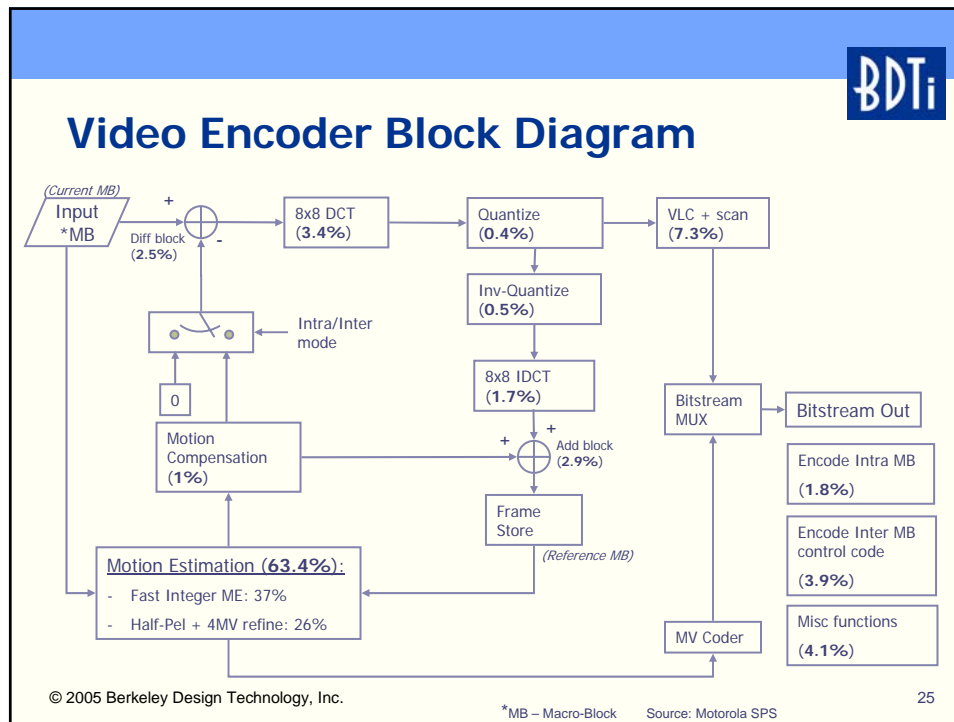 BDTi
Video Encoder Block Diagram
(Current MB)
Input
*MB
+
-
Diff block
(2.5%)
8x8 DCT
(3.4%)
Quantize
(0.4%)
VLC + scan
(7.3%)
Inv-Quantize
(0.5%)
Intra/Inter
mode
8x8 IDCT
(1.7%)
0
Bitstream
MUX
Bitstream Out
Motion
Compensation
(1%)
+
+
Add block
(2.9%)
Encode Intra MB
(1.8%)
Frame
Store
(Reference MB)
Encode Inter MB
control code
(3.9%)
Motion Estimation (63.4%):
- Fast Integer ME: 37%
- Half-Pel + 4MV refine: 26%
MV Coder
Misc functions
(4.1%)
© 2005 Berkeley Design Technology, Inc.
*MB – Macro-Block
Source: Motorola SPS
25